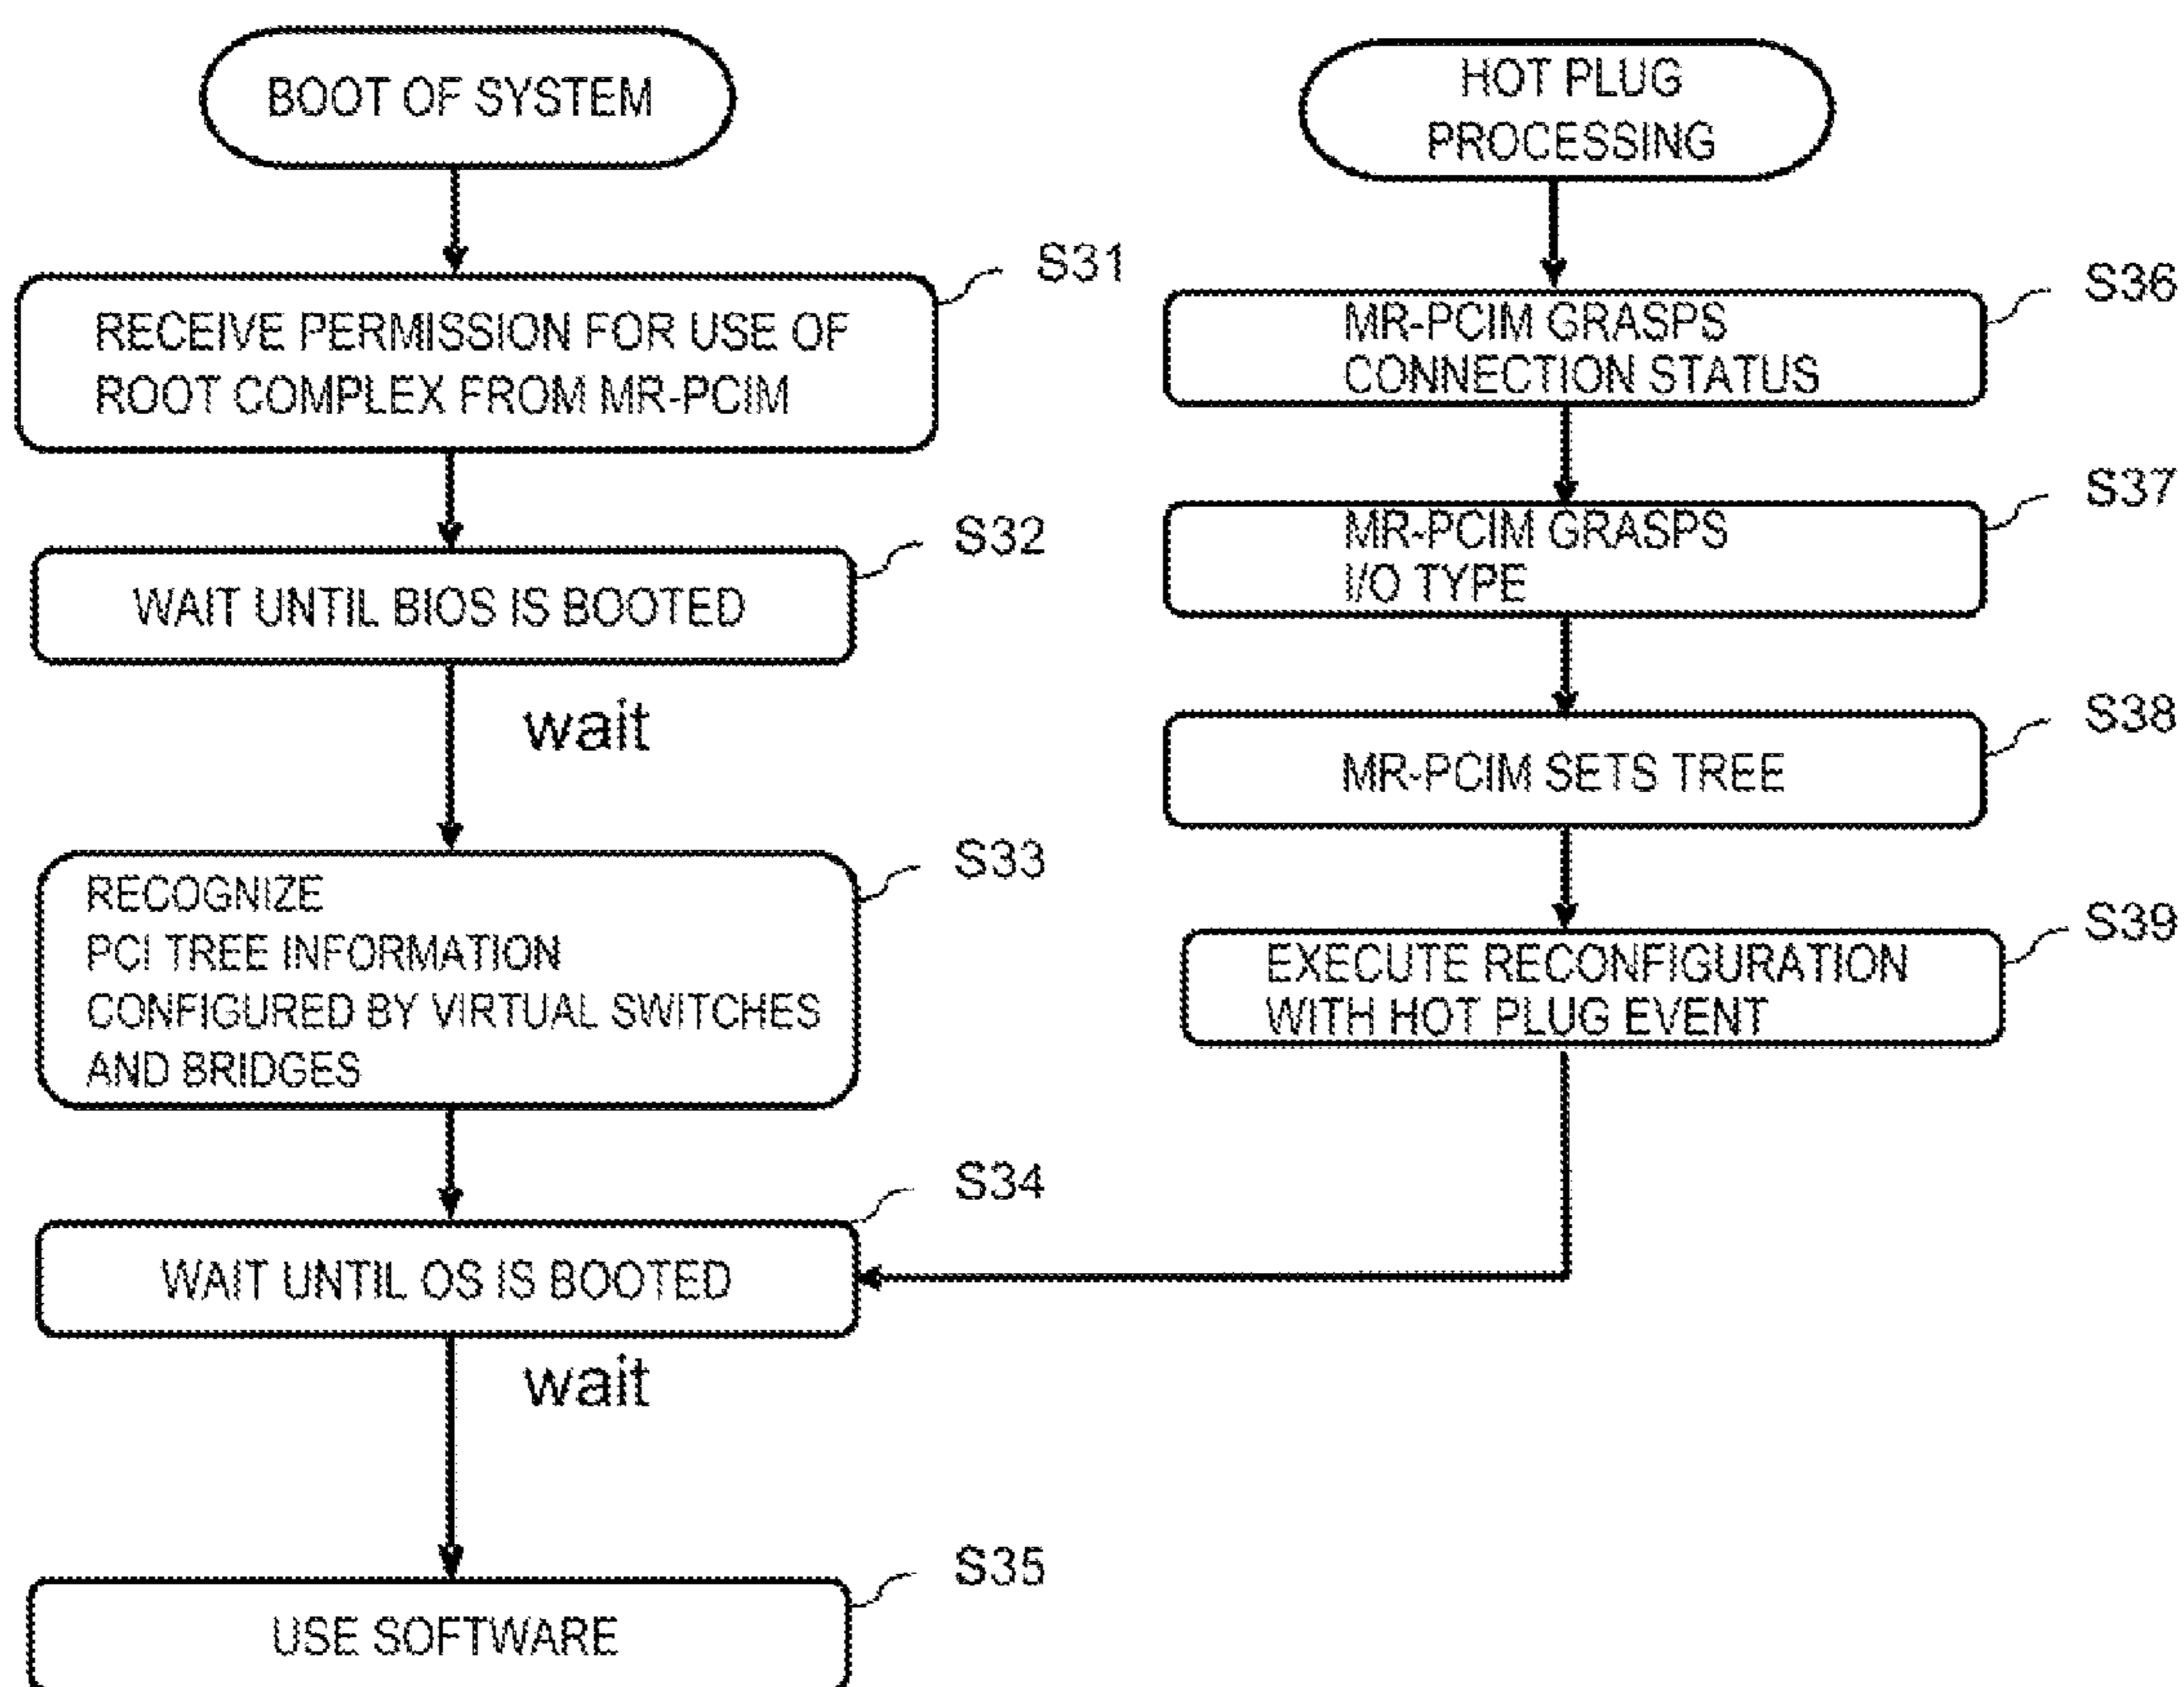 BOOT OF SYSTEM
S31
RECEIVE PERMISSION FOR USE OF
ROOT COMPLEX FROM MR-PCIM
S32
WAIT UNTIL BIOS IS BOOTED
wait
S33
RECOGNIZE
PCI TREE INFORMATION
CONFIGURED BY VIRTUAL SWITCHES
AND BRIDGES
S34
WAIT UNTIL OS IS BOOTED
wait
S35
USE SOFTWARE
HOT PLUG
PROCESSING
S36
MR-PCIM GRASPS
CONNECTION STATUS
S37
MR-PCIM GRASPS
I/O TYPE
S38
MR-PCIM SETS TREE
S39
EXECUTE RECONFIGURATION
WITH HOT PLUG EVENT